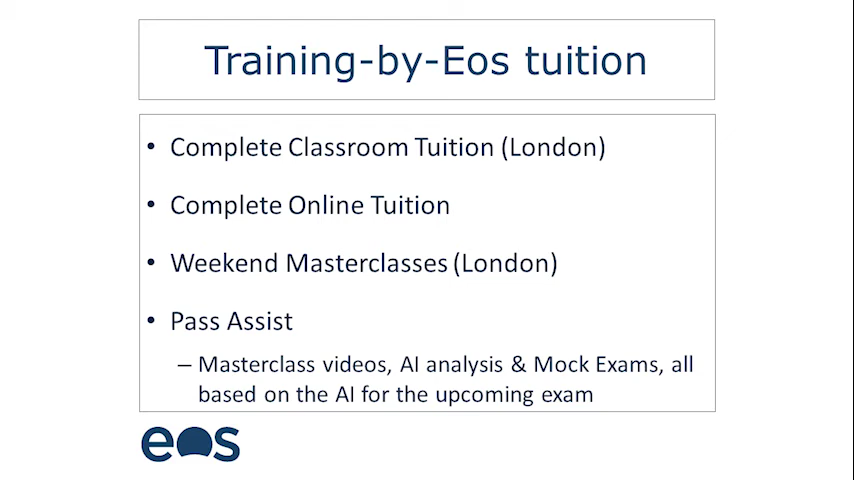 Training-by-Eos tuition
• Complete Classroom Tuition (London)
• Complete Online Tuition
• Weekend Masterclasses (London)
• Pass Assist
– Masterclass videos, AI analysis & Mock Exams, all
based on the AI for the upcoming exam
eos